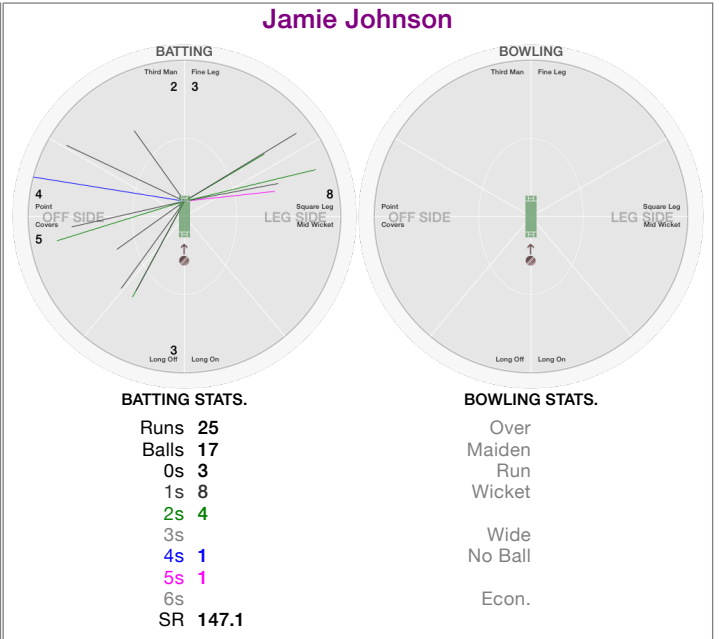 Jamie Johnson
BATTING
Third Man Fine Leg
2 3
4 8
Point Square Leg
OFF SIDE LEG SIDE
Covers Mid Wicket
5
3
Long Off Long On
BOWLING
Third Man Fine Leg
Point Square Leg
OFF SIDE LEG SIDE
Covers Mid Wicket
Long Off Long On
BATTING STATS.
Runs 25
Balls 17
0s 3
1s 8
2s 4
3s
4s 1
5s 1
6s
SR 147.1
BOWLING STATS.
Over
Maiden
Run
Wicket
Wide
No Ball
Econ.